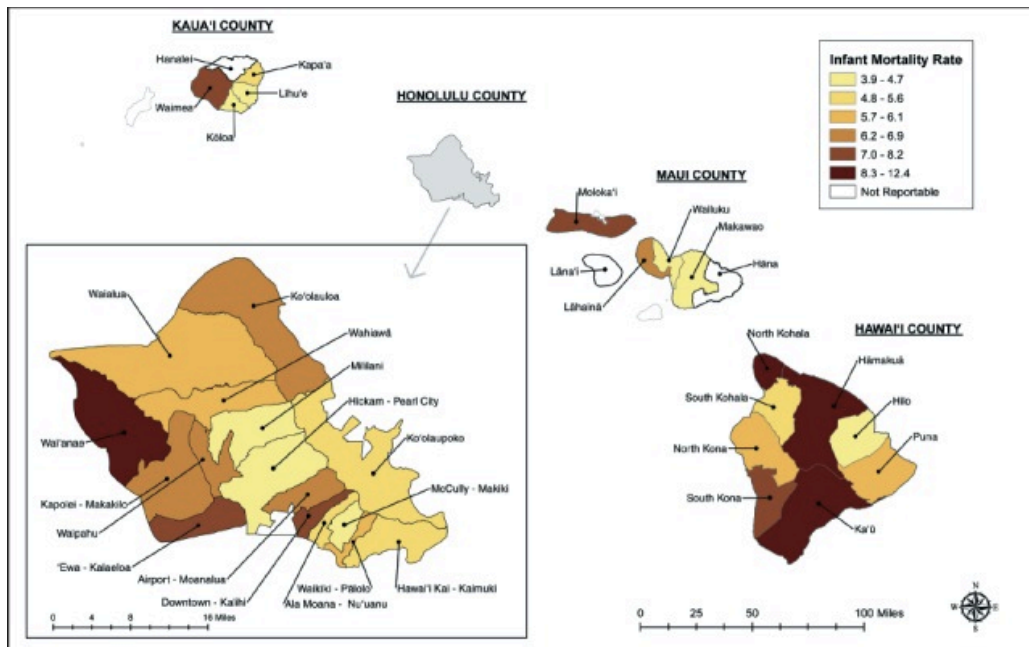 KAUA'I COUNTY
Hanalei
Kapa'a
Waimea
Lihu'e
Kōloa
HONOLULU COUNTY
Infant Mortality Rate
3.9 - 4.7
4.8 - 5.6
5.7 - 6.1
6.2 - 6.9
7.0 - 8.2
8.3 - 12.4
Not Reportable
MAUI COUNTY
Moloka'i
Wailuku
Makawao
Lāna'i
Hāna
Lāhainā
Waialua
Ko'olauloa
Wahiawā
Mililani
Hickam - Pearl City
Wai'anae
Ko'olaupoko
McCully - Makiki
Kapolei - Makakilo
Waipahu
'Ewa - Kalaeloa
Airport - Moanalua
Waikiki - Pālolo
Hawai'i Kai - Kaimuki
Downtown - Kalihi
Ala Moana - Nu'uanu
0 4 8 16 Miles
HAWAI'I COUNTY
North Kohala
Hāmakuā
South Kohala
Hilo
North Kona
Puna
South Kona
Ka'ū
0 25 50 100 Miles
N
W E
S